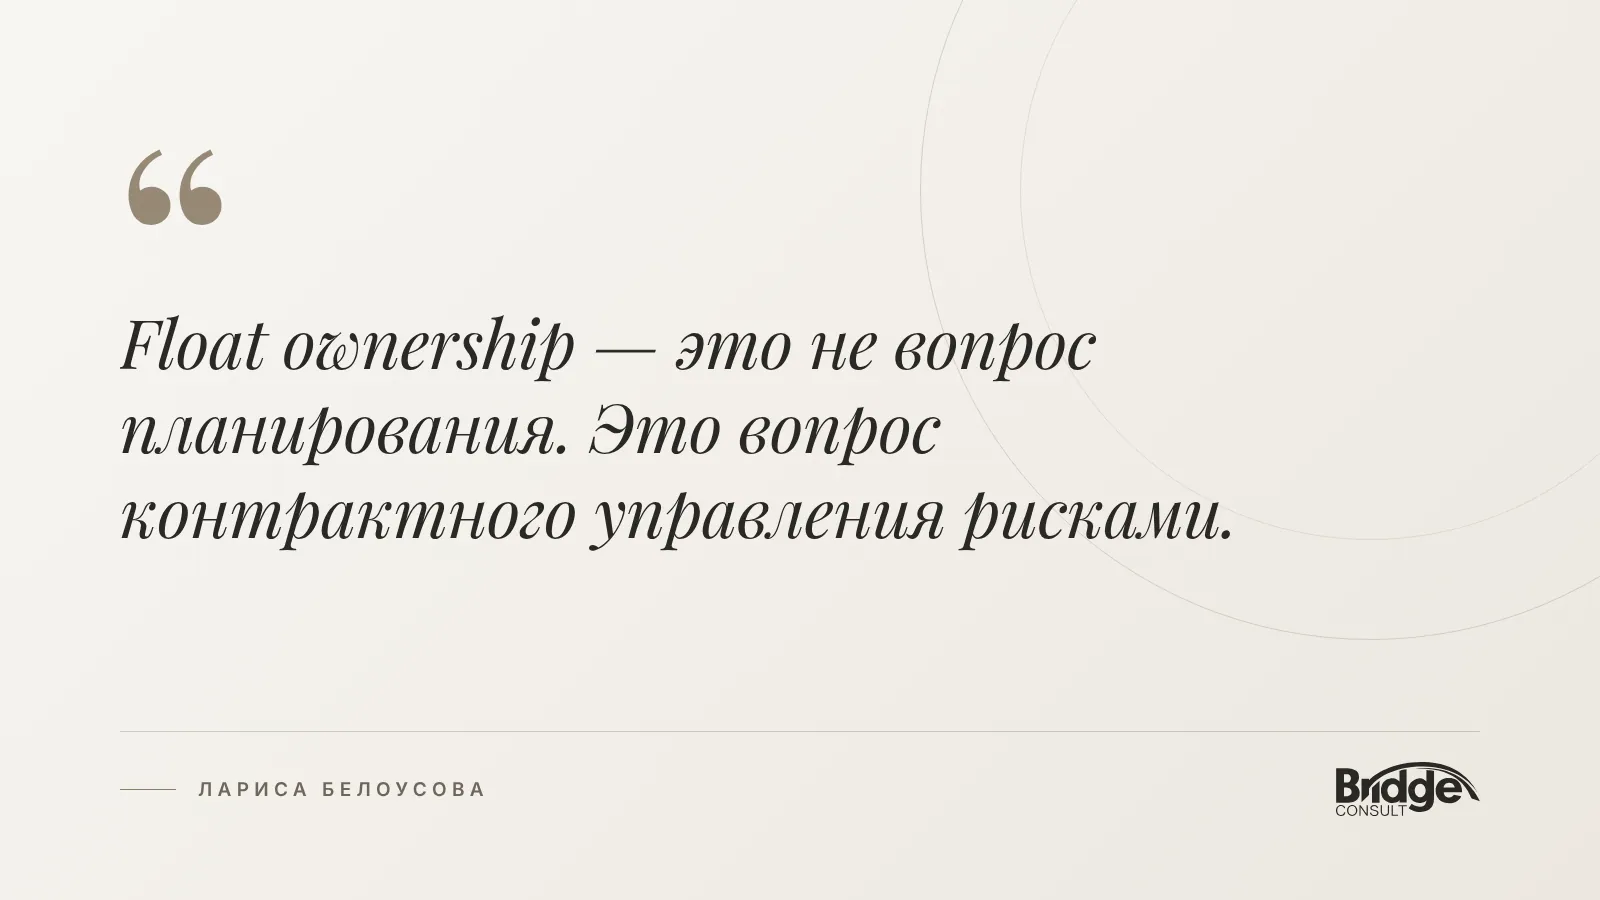 “
Float ownership — это не вопрос
планирования. Это вопрос
контрактного управления рисками.
ЛАРИСА БЕЛОУСОВА
Bridge
CONSULT